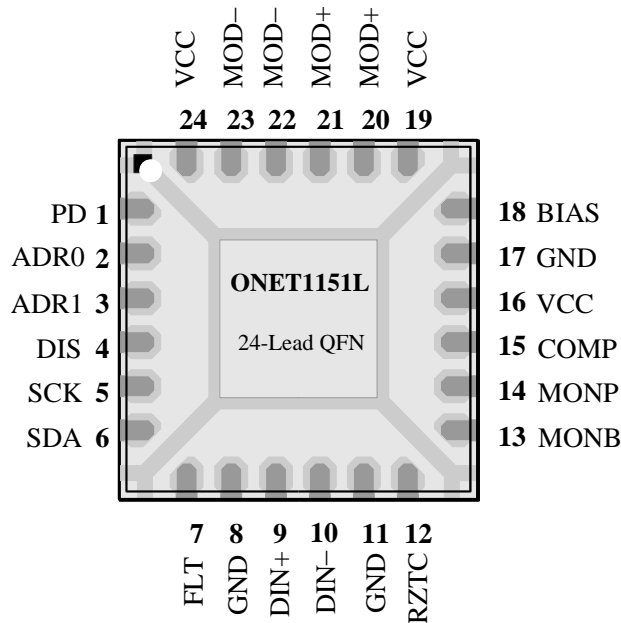 VCC MOD− MOD− MOD+ MOD+ VCC
24 23 22 21 20 19
PD 1
ADR0 2
ADR1 3
DIS 4
SCK 5
SDA 6
ONET1151L
24-Lead QFN
18 BIAS
17 GND
16 VCC
15 COMP
14 MONP
13 MONB
7 8 9 10 11 12
FLT GND DIN+ DIN− GND RZTC